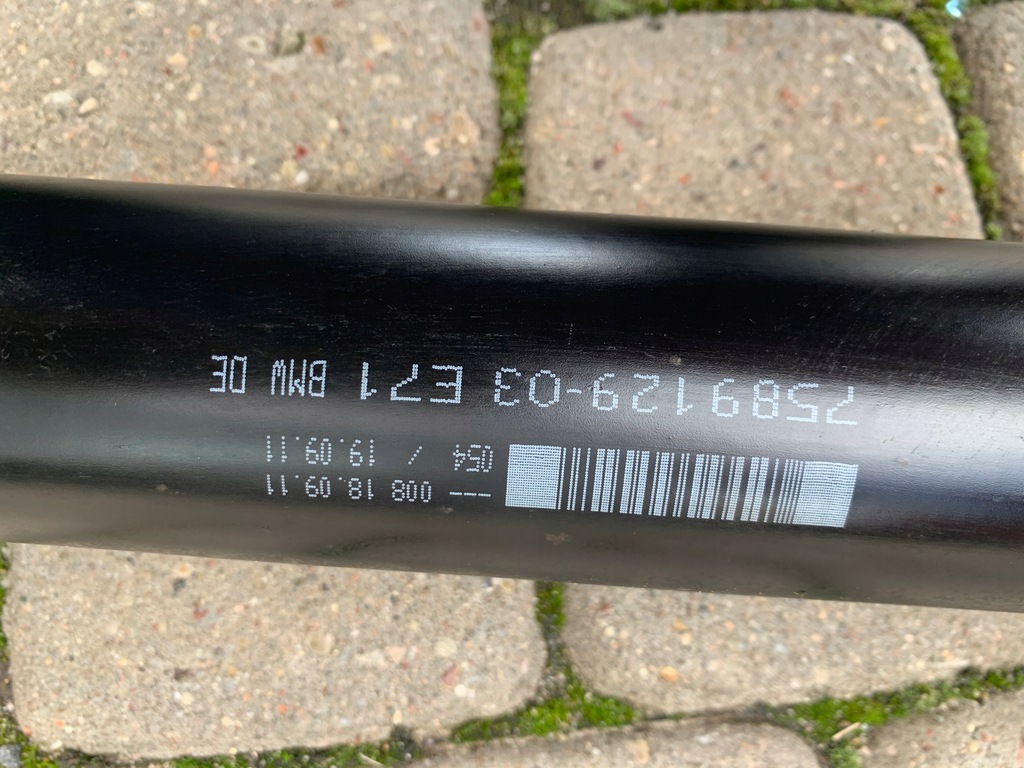 --- 008 18.09.11
054 / 19.09.11
7589129-03 E71 BMW DE